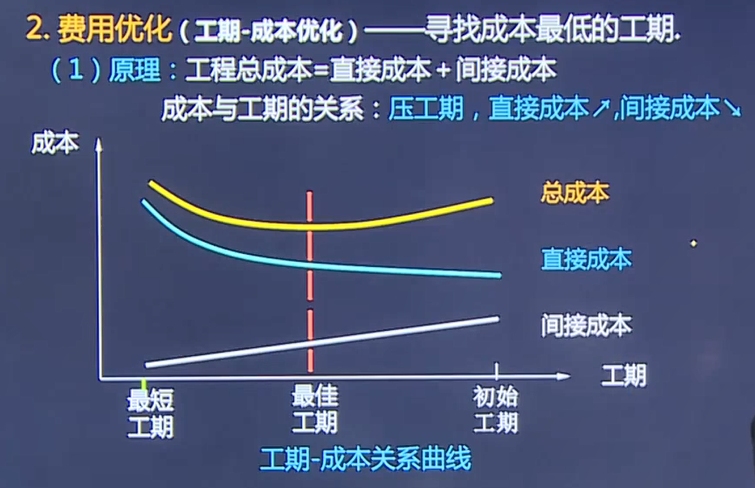 2. 费用优化（工期-成本优化）——寻找成本最低的工期.
（1）原理：工程总成本=直接成本＋间接成本
成本与工期的关系：压工期，直接成本↗,间接成本↘
成本
总成本
直接成本
间接成本
工期
最短
工期
最佳
工期
初始
工期
工期-成本关系曲线